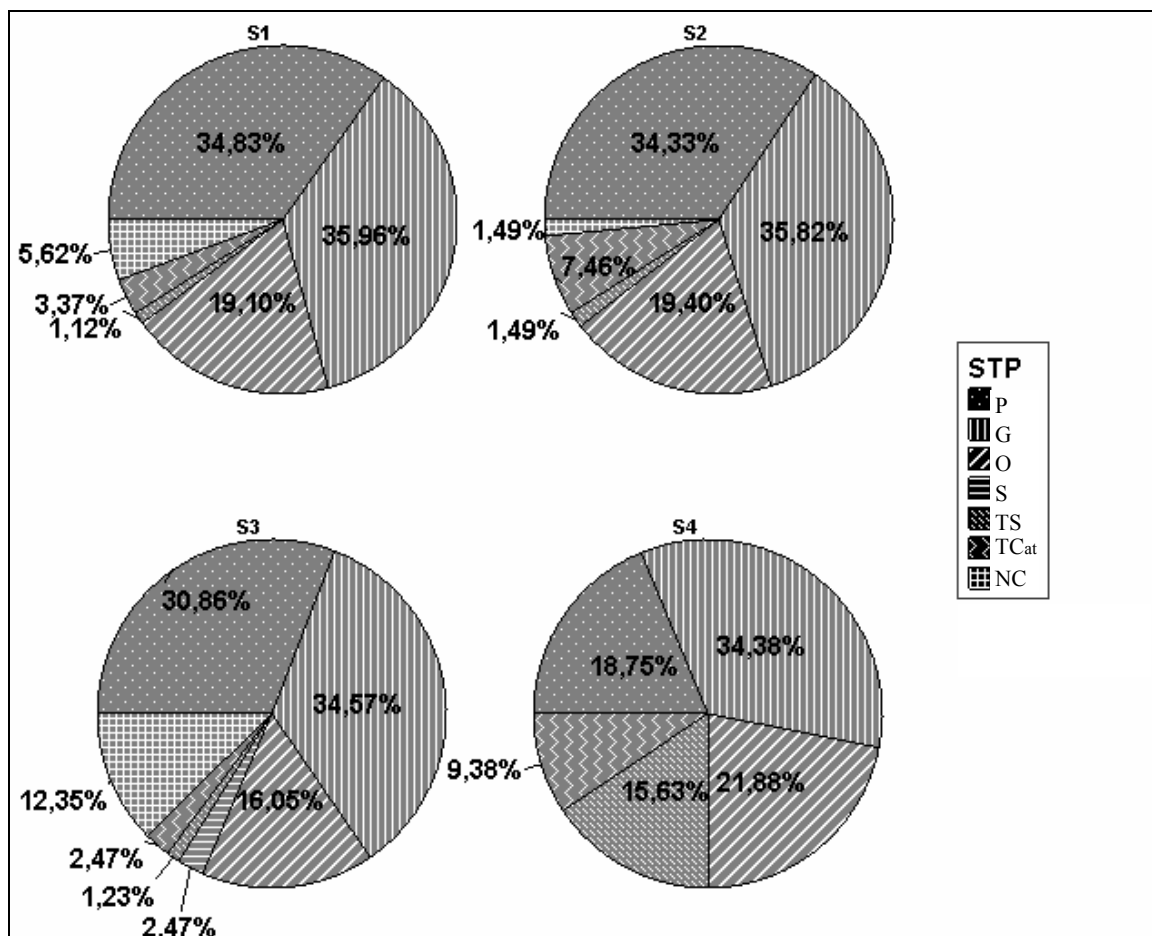 S1
34,83%
35,96%
19,10%
1,12%
3,37%
5,62%
S2
34,33%
35,82%
19,40%
1,49%
7,46%
1,49%
STP
P
G
O
S
TS
TCat
NC
S3
30,86%
34,57%
16,05%
2,47%
1,23%
2,47%
12,35%
S4
18,75%
34,38%
21,88%
15,63%
9,38%